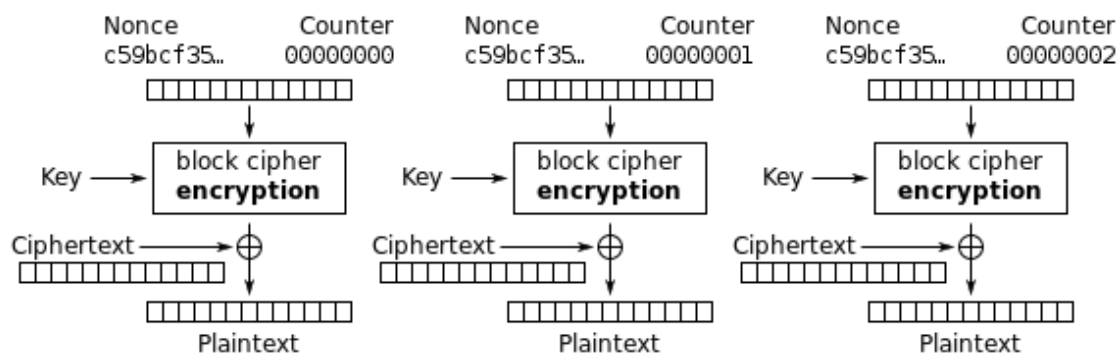 Nonce Counter Nonce Counter Nonce Counter
c59bcf35… 00000000 c59bcf35… 00000001 c59bcf35… 00000002
Key block cipher encryption Key block cipher encryption Key block cipher encryption
Ciphertext Ciphertext Ciphertext
Plaintext Plaintext Plaintext